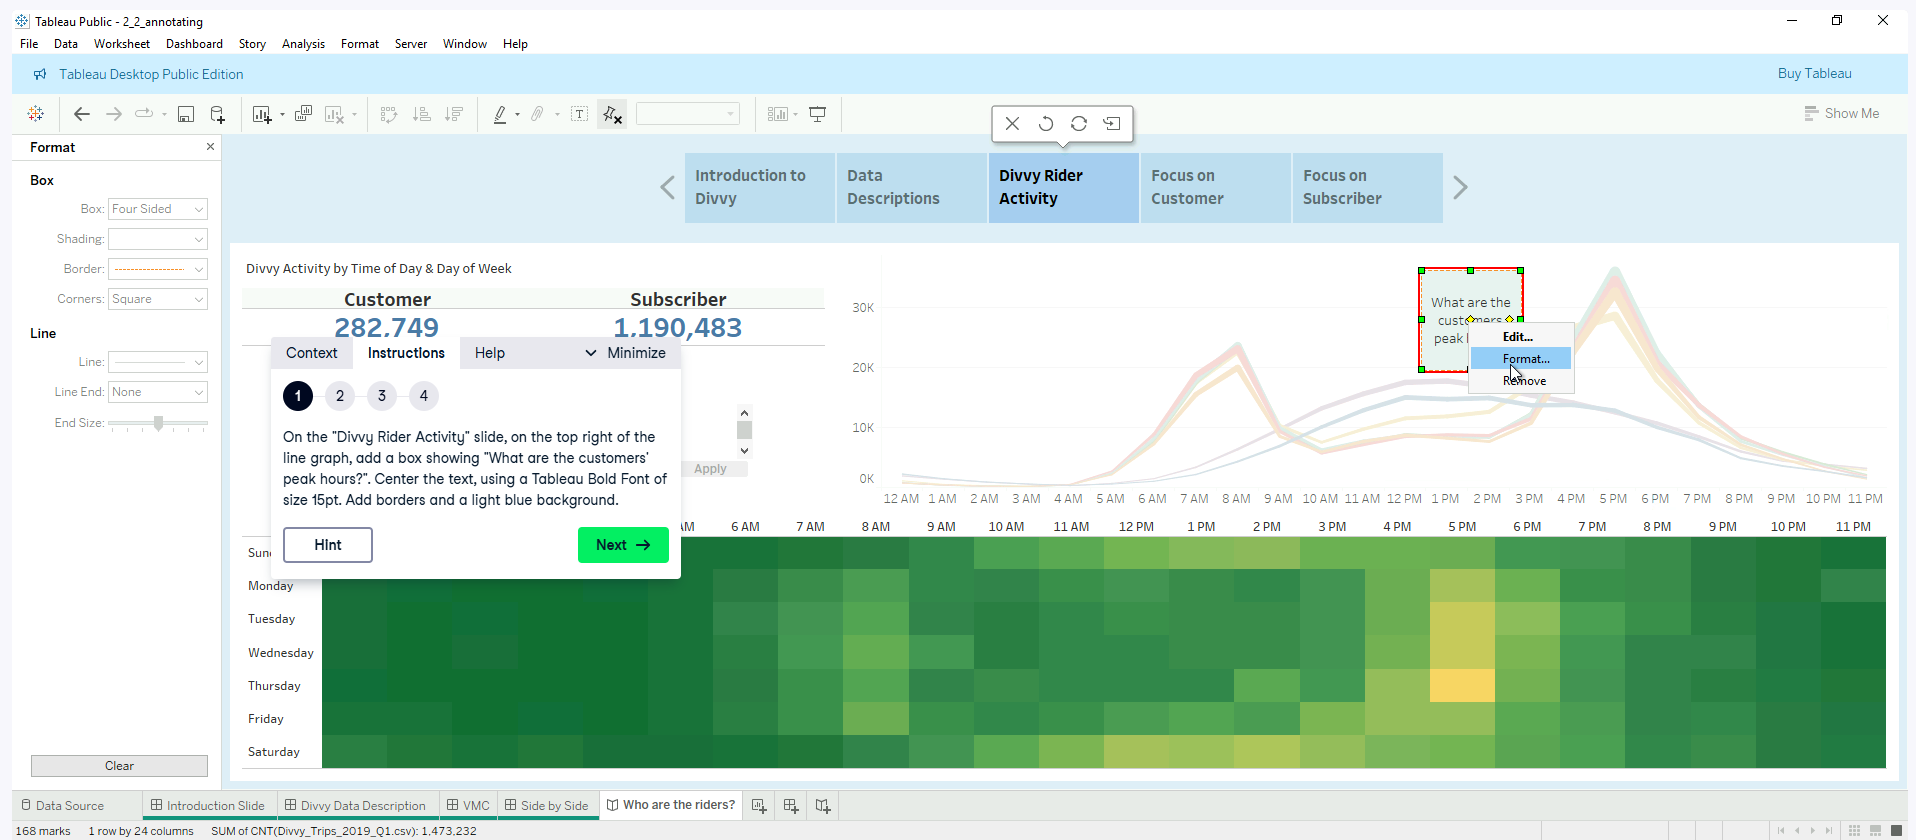 Tableau Public - 2_2_annotating
File Data Worksheet Dashboard Story Analysis Format Server Window Help
Tableau Desktop Public Edition
Buy Tableau
Show Me
Format
Box
Box: Four Sided
Shading:
Border:
Corners: Square
Line
Line:
Line End: None
End Size:
Clear
Introduction to
Divvy
Data
Descriptions
Divvy Rider
Activity
Focus on
Customer
Focus on
Subscriber
Divvy Activity by Time of Day & Day of Week
Customer Subscriber
282,749 1,190,483
Context Instructions Help Minimize
1 2 3 4
On the "Divvy Rider Activity" slide, on the top right of the
line graph, add a box showing "What are the customers'
peak hours?". Center the text, using a Tableau Bold Font of
size 15pt. Add borders and a light blue background.
Hint
Next
Apply
30K
20K
10K
0K
What are the
customers
peak
Edit...
Format...
Remove
12 AM 1 AM 2 AM 3 AM 4 AM 5 AM 6 AM 7 AM 8 AM 9 AM 10 AM 11 AM 12 PM 1 PM 2 PM 3 PM 4 PM 5 PM 6 PM 7 PM 8 PM 9 PM 10 PM 11 PM
AM 6 AM 7 AM 8 AM 9 AM 10 AM 11 AM 12 PM 1 PM 2 PM 3 PM 4 PM 5 PM 6 PM 7 PM 8 PM 9 PM 10 PM 11 PM
Sun
Monday
Tuesday
Wednesday
Thursday
Friday
Saturday
Data Source Introduction Slide Divvy Data Description VMC Side by Side Who are the riders?
168 marks 1 row by 24 columns SUM of CNT(Divvy_Trips_2019_Q1.csv): 1,473,232